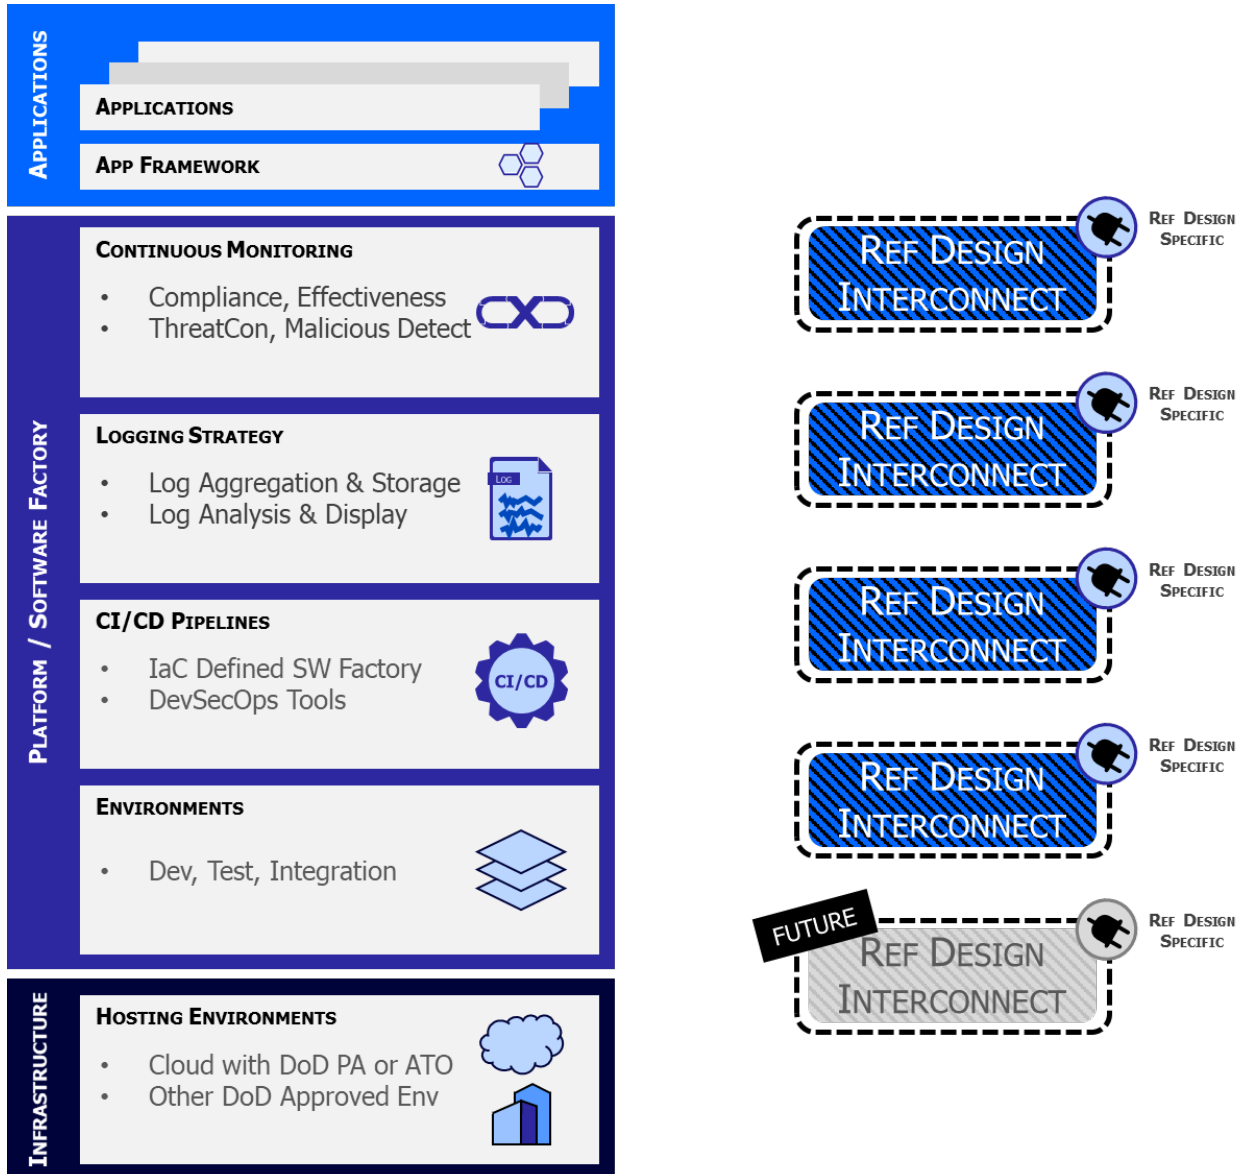 APPLICATIONS
APPLICATIONS
APP FRAMEWORK
PLATFORM / SOFTWARE FACTORY
CONTINUOUS MONITORING
• Compliance, Effectiveness
• ThreatCon, Malicious Detect
LOGGING STRATEGY
• Log Aggregation & Storage
• Log Analysis & Display
LOG
CI/CD PIPELINES
• IaC Defined SW Factory
• DevSecOps Tools
CI/CD
ENVIRONMENTS
• Dev, Test, Integration
INFRASTRUCTURE
HOSTING ENVIRONMENTS
• Cloud with DoD PA or ATO
• Other DoD Approved Env
REF DESIGN
INTERCONNECT
REF DESIGN
SPECIFIC
REF DESIGN
INTERCONNECT
REF DESIGN
SPECIFIC
REF DESIGN
INTERCONNECT
REF DESIGN
SPECIFIC
REF DESIGN
INTERCONNECT
REF DESIGN
SPECIFIC
FUTURE
REF DESIGN
INTERCONNECT
REF DESIGN
SPECIFIC